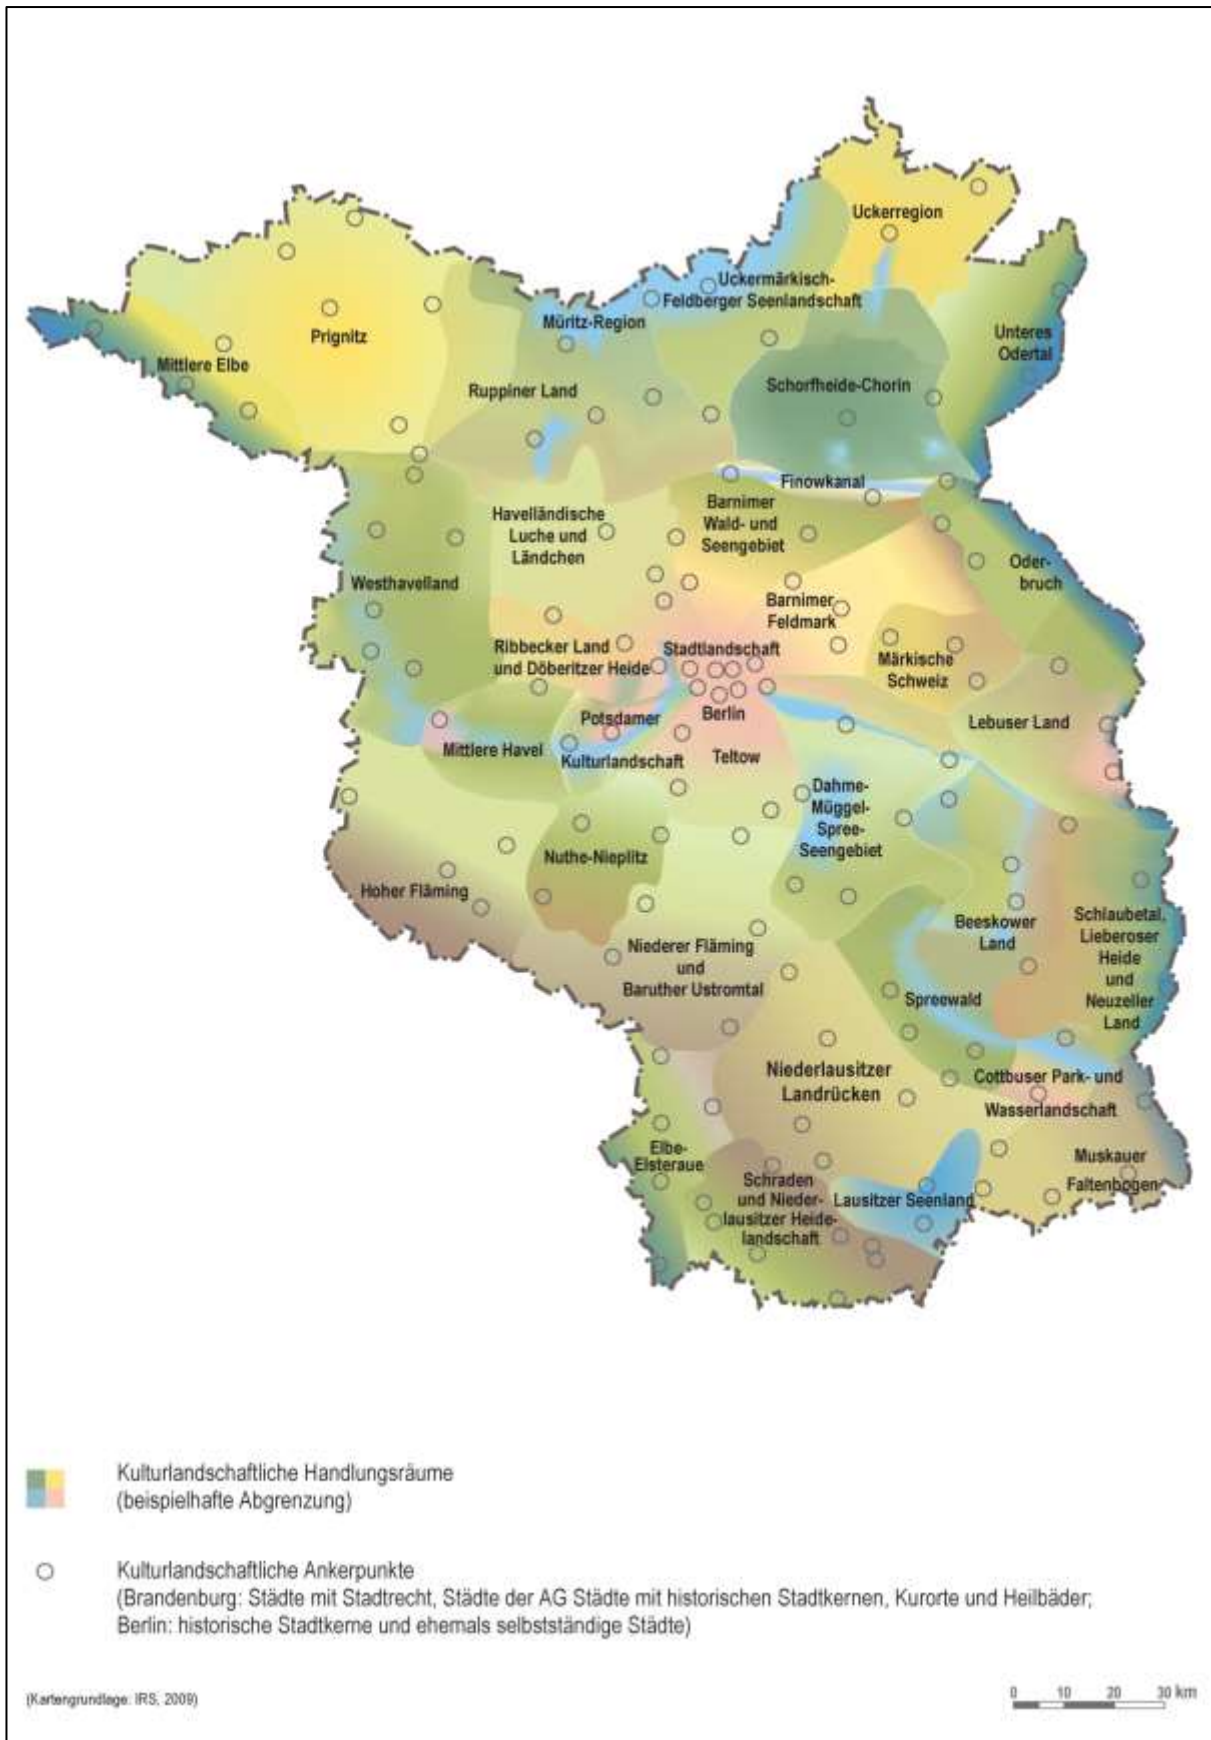 Uckerregion
Uckermärkisch-
Feldberger Seenlandschaft
Müritz-Region
Prignitz
Unteres
Odertal
Mittlere Elbe
Ruppiner Land
Schorfheide-Chorin
Finowkanal
Havelländische
Luche und
Ländchen
Barnimer
Wald- und
Seengebiet
Oder-
bruch
Westhavelland
Barnimer
Feldmark
Ribbecker Land
und Döberitzer Heide
Stadtlandschaft
Berlin
Märkische
Schweiz
Potsdamer
Kulturlandschaft
Lebuser Land
Mittlere Havel
Teltow
Dahme-
Müggel-
Spree-
Seengebiet
Nuthe-Nieplitz
Hoher Fläming
Beeskower
Land
Schlaubetal,
Lieberoser
Heide
und
Neuzeller
Land
Niederer Fläming
und
Baruther Ustromtal
Spreewald
Niederlausitzer
Landrücken
Cottbuser Park- und
Wasserlandschaft
Elbe-
Elsteraue
Muskauer
Faltenbogen
Schraden
und Nieder-
lausitzer Heide-
landschaft
Lausitzer Seenland
Kulturlandschaftliche Handlungsräume
(beispielhafte Abgrenzung)
Kulturlandschaftliche Ankerpunkte
(Brandenburg: Städte mit Stadtrecht, Städte der AG Städte mit historischen Stadtkernen, Kurorte und Heilbäder;
Berlin: historische Stadtkerne und ehemals selbstständige Städte)
(Kartengrundlage: IRS, 2009)
0 10 20 30 km